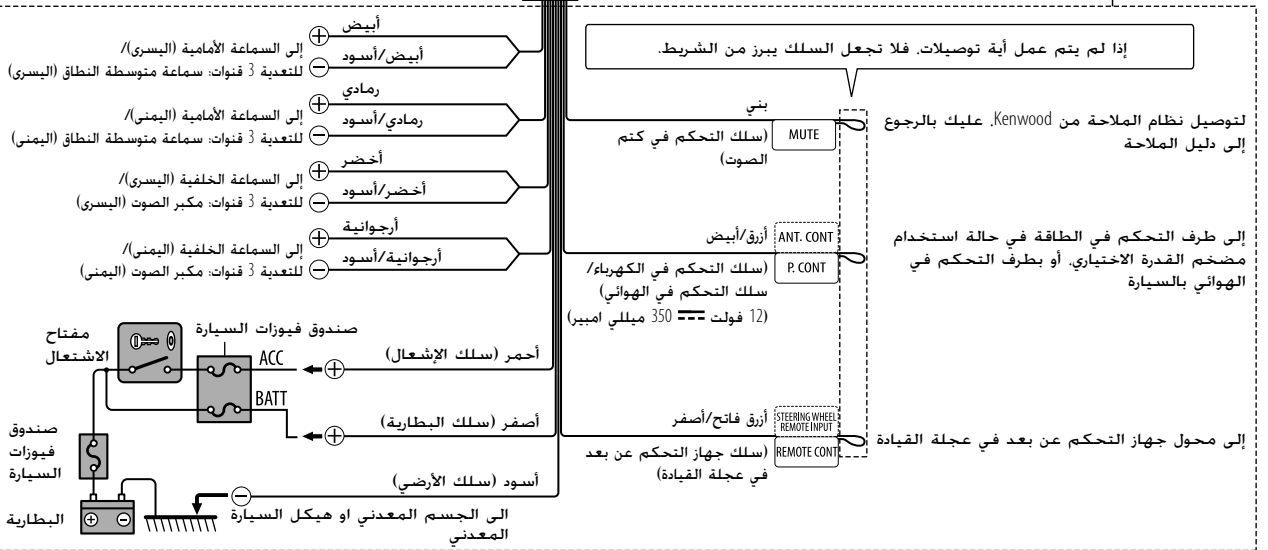 إذا لم يتم عمل أية توصيلات، فلا تجعل السلك يبرز من الشريط.
بني
MUTE
(سلك التحكم في كتم
الصوت)
لتوصيل نظام الملاحة من Kenwood، عليك بالرجوع
إلى دليل الملاحة
أزرق/أبيض
ANT. CONT
P. CONT
(سلك التحكم في الكهرباء/
سلك التحكم في الهوائي)
(12 فولت ⎓ 350 ميللي امبير)
إلى طرف التحكم في الطاقة في حالة استخدام
مضخم القدرة الاختياري، أو بطرف التحكم في
الهوائي بالسيارة
أزرق فاتح/أصفر
STEERING WHEEL
REMOTE INPUT
REMOTE CONT
(سلك جهاز التحكم عن بعد
في عجلة القيادة)
إلى محول جهاز التحكم عن بعد في عجلة القيادة
أبيض
أبيض/أسود
إلى السماعة الأمامية (اليسرى)/
للتعدية 3 قنوات: سماعة متوسطة النطاق (اليسرى)
رمادي
رمادي/أسود
إلى السماعة الأمامية (اليمنى)/
للتعدية 3 قنوات: سماعة متوسطة النطاق (اليمنى)
أخضر
أخضر/أسود
إلى السماعة الخلفية (اليسرى)/
للتعدية 3 قنوات: مكبر الصوت (اليسرى)
أرجوانية
أرجوانية/أسود
إلى السماعة الخلفية (اليمنى)/
للتعدية 3 قنوات: مكبر الصوت (اليمنى)
صندوق فيوزات السيارة
مفتاح
الاشتعال
ACC
BATT
أحمر (سلك الإشعال)
أصفر (سلك البطارية)
صندوق
فيوزات
السيارة
البطارية
أسود (سلك الأرضي)
الى الجسم المعدني او هيكل السيارة
المعدني